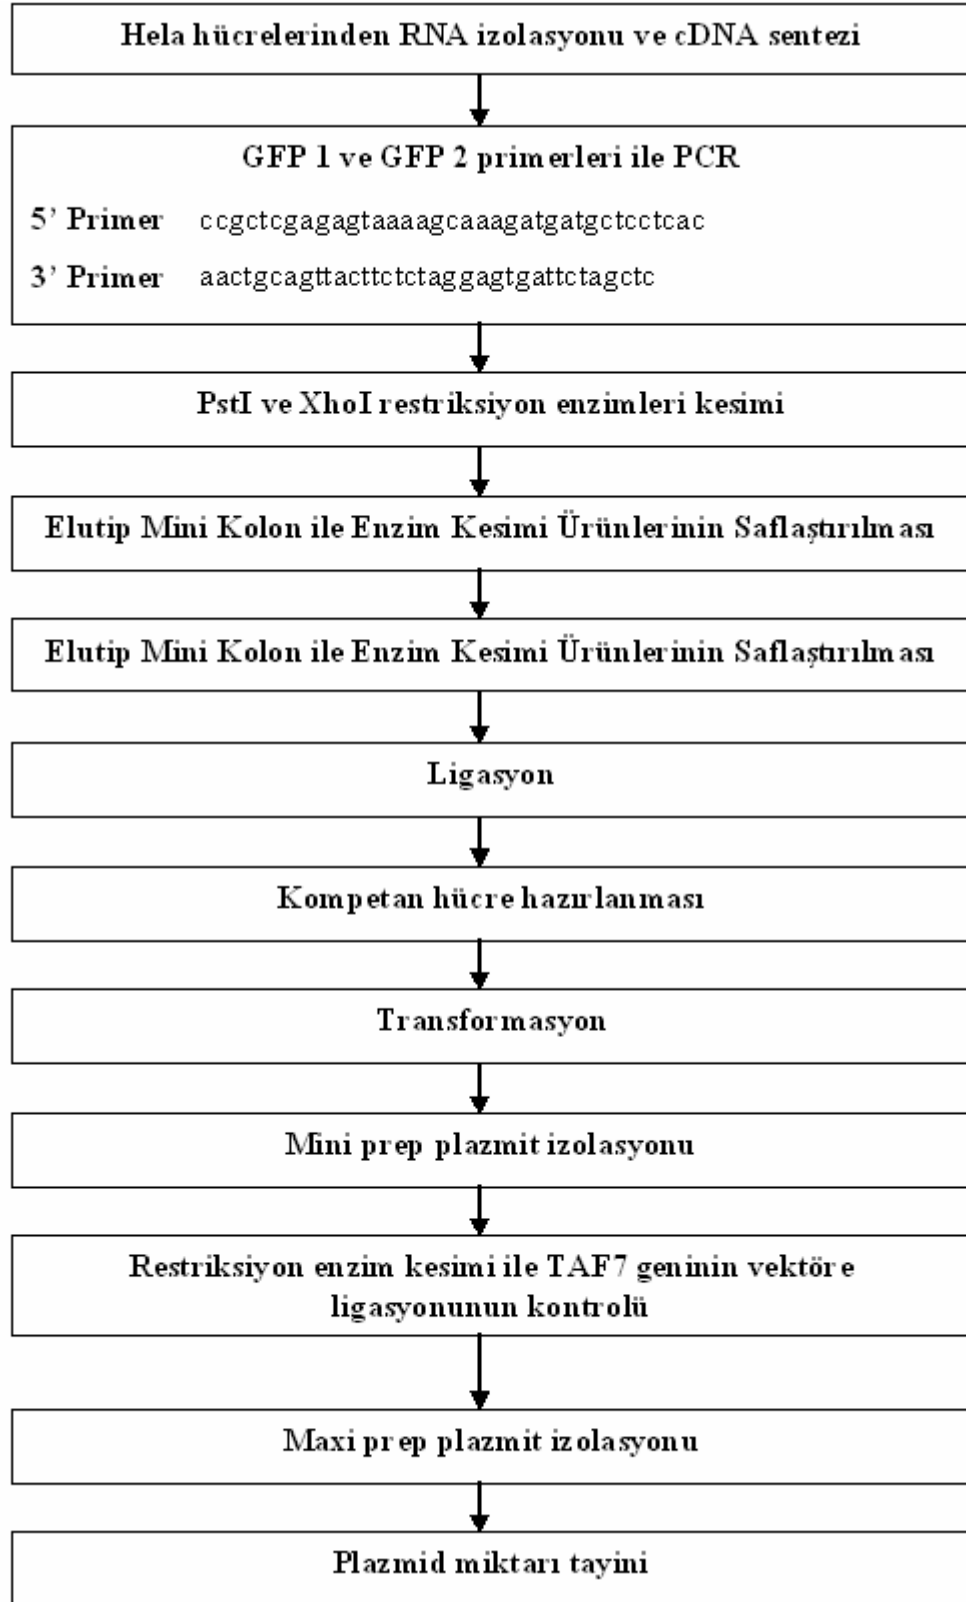 Hela hücrelerinden RNA izolasyonu ve cDNA sentezi
GFP 1 ve GFP 2 primerleri ile PCR
5’ Primer ccgctcgagagtaaaagcaaagatgatgctcctcac
3’ Primer aactgcagttacttctctaggagtgattctagctc
PstI ve XhoI restriksiyon enzimleri kesimi
Elutip Mini Kolon ile Enzim Kesimi Ürünlerinin Saflaştırılması
Elutip Mini Kolon ile Enzim Kesimi Ürünlerinin Saflaştırılması
Ligasyon
Kompetan hücre hazırlanması
Transformasyon
Mini prep plazmit izolasyonu
Restriksiyon enzim kesimi ile TAF7 geninin vektöre
ligasyonunun kontrolü
Maxi prep plazmit izolasyonu
Plazmid miktarı tayini